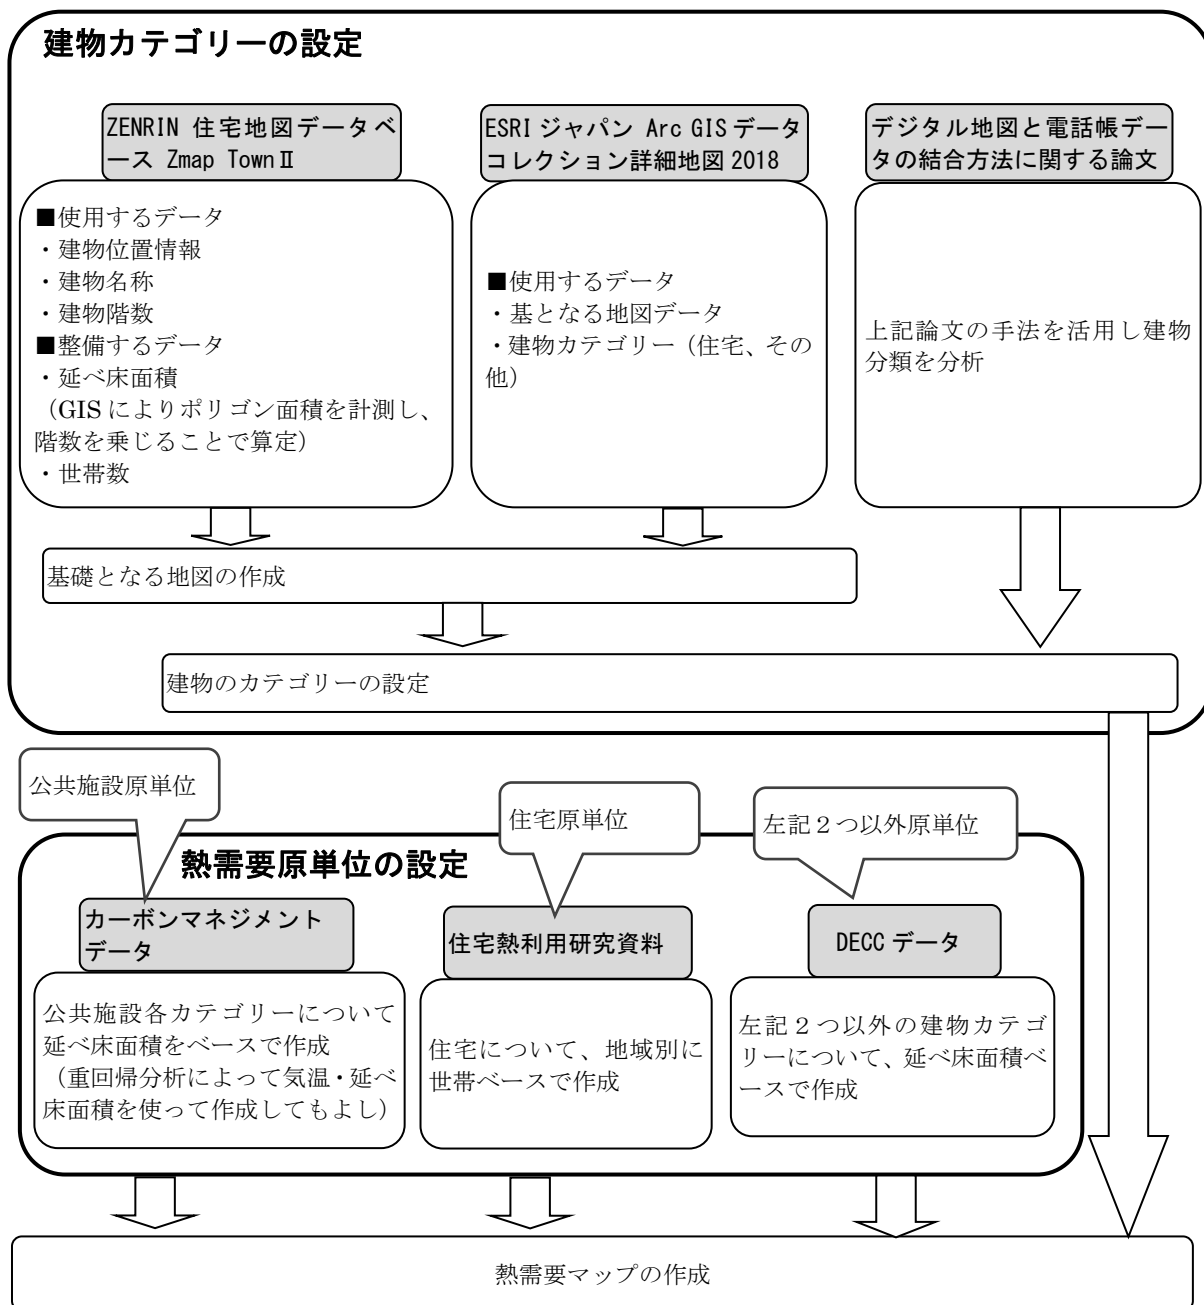 建物カテゴリーの設定
ZENRIN 住宅地図データベ
ース Zmap TownⅡ
■使用するデータ
・建物位置情報
・建物名称
・建物階数
■整備するデータ
・延べ床面積
（GIS によりポリゴン面積を計測し、
階数を乗じることで算定）
・世帯数
ESRI ジャパン Arc GIS データ
コレクション詳細地図 2018
■使用するデータ
・基となる地図データ
・建物カテゴリー（住宅、その
他）
デジタル地図と電話帳デー
タの結合方法に関する論文
上記論文の手法を活用し建物
分類を分析
基礎となる地図の作成
建物のカテゴリーの設定
公共施設原単位
住宅原単位
左記２つ以外原単位
熱需要原単位の設定
カーボンマネジメント
データ
公共施設各カテゴリーについて
延べ床面積をベースで作成
（重回帰分析によって気温・延べ
床面積を使って作成してもよし）
住宅熱利用研究資料
住宅について、地域別に
世帯ベースで作成
DECC データ
左記２つ以外の建物カテゴ
リーについて、延べ床面積ベ
ースで作成
熱需要マップの作成